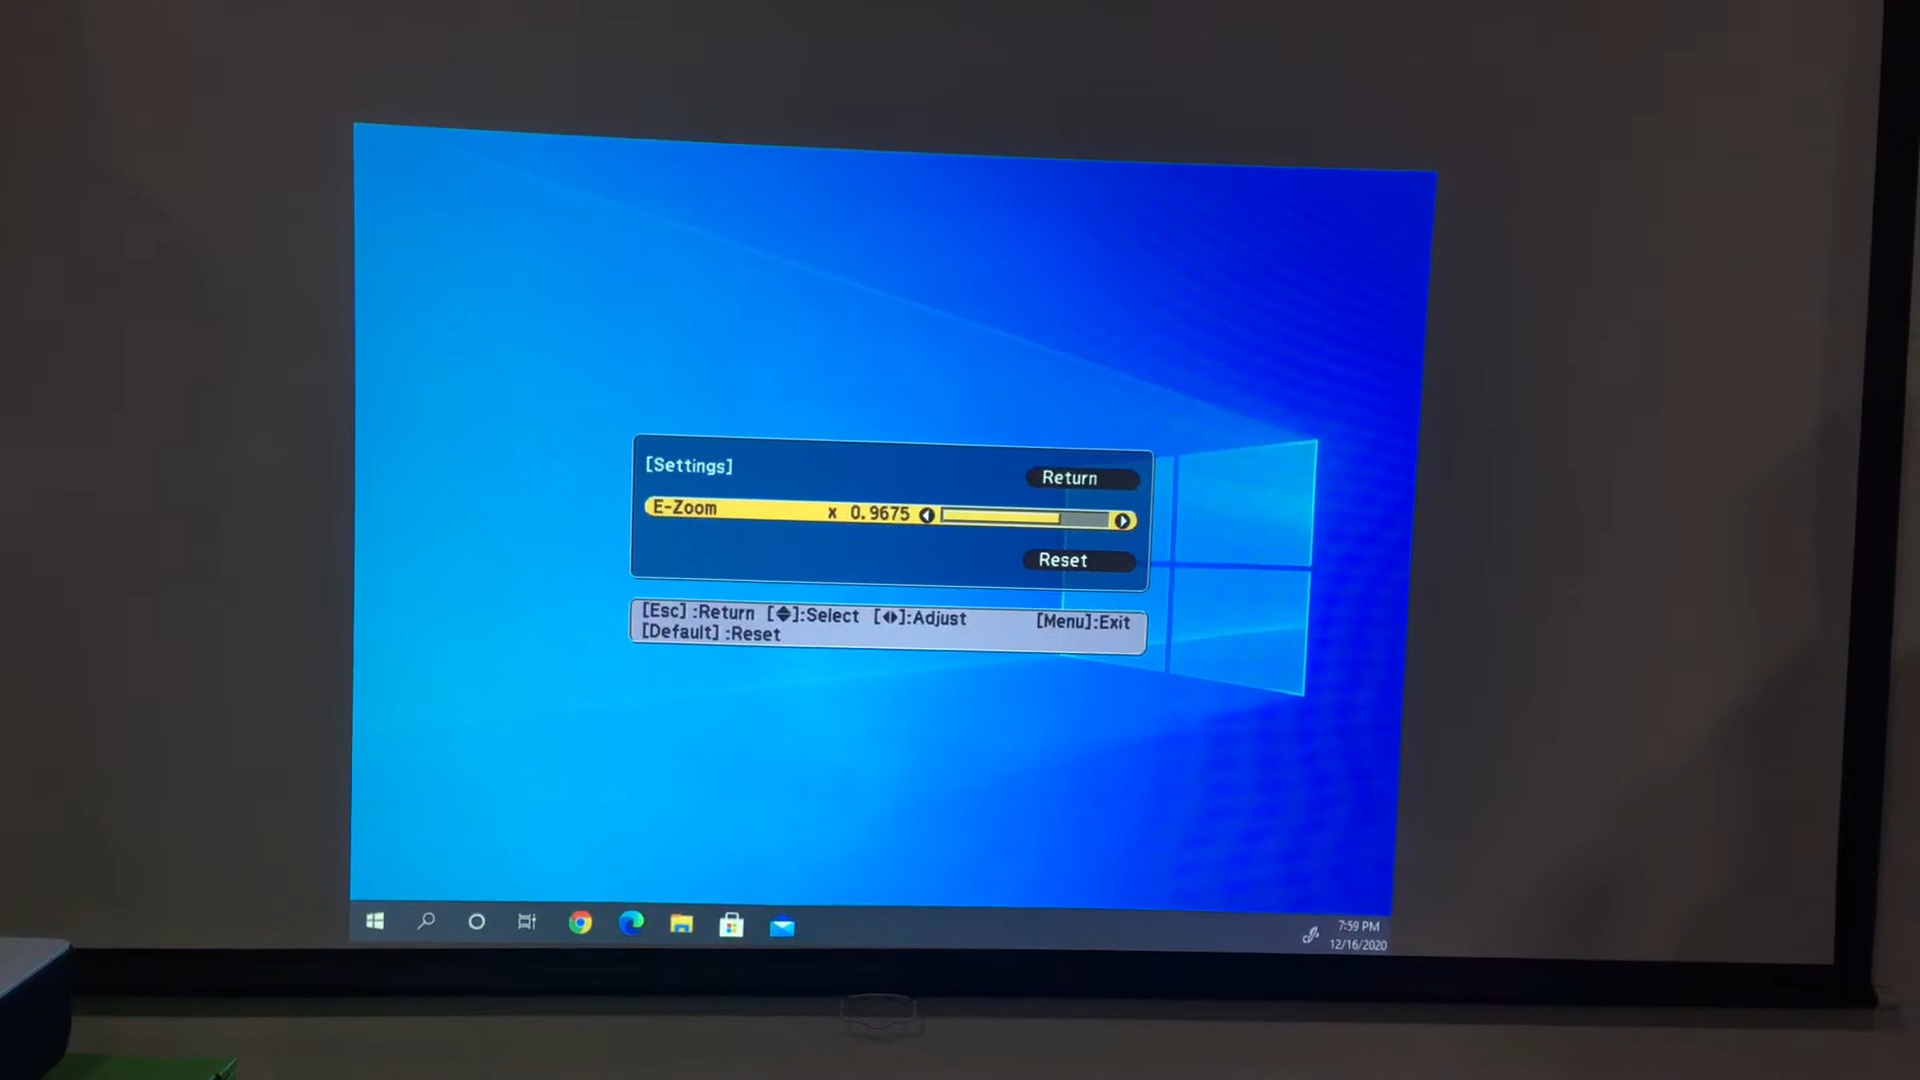 [Settings]
Return
E-Zoom x 0.9675
Reset
[Esc] :Return [◆]:Select [◀▶]:Adjust [Menu]:Exit
[Default] :Reset
7:59 PM
12/16/2020